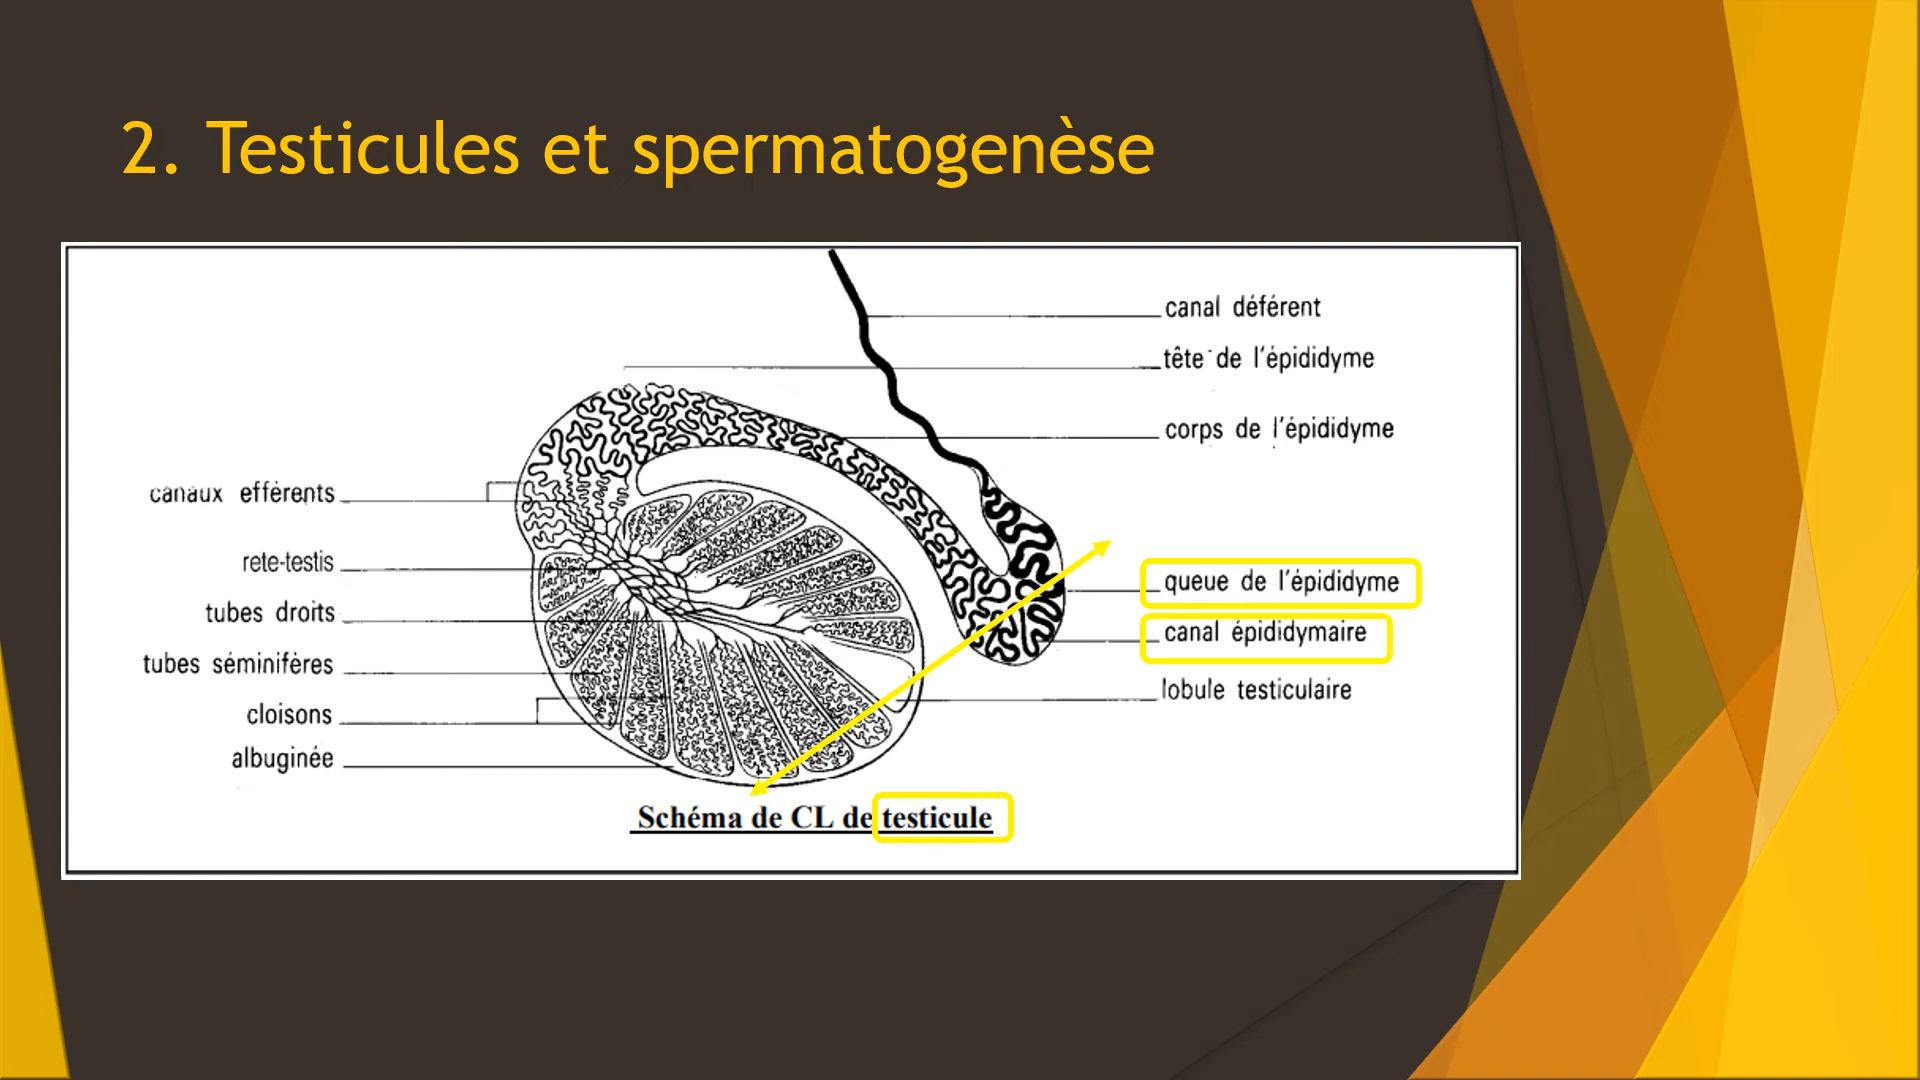 2. Testicules et spermatogenèse
canal déférent
tête de l'épididyme
corps de l'épididyme
canaux efférents
rete-testis
queue de l'épididyme
tubes droits
canal épididymaire
tubes séminifères
lobule testiculaire
cloisons
albuginée
Schéma de CL de testicule